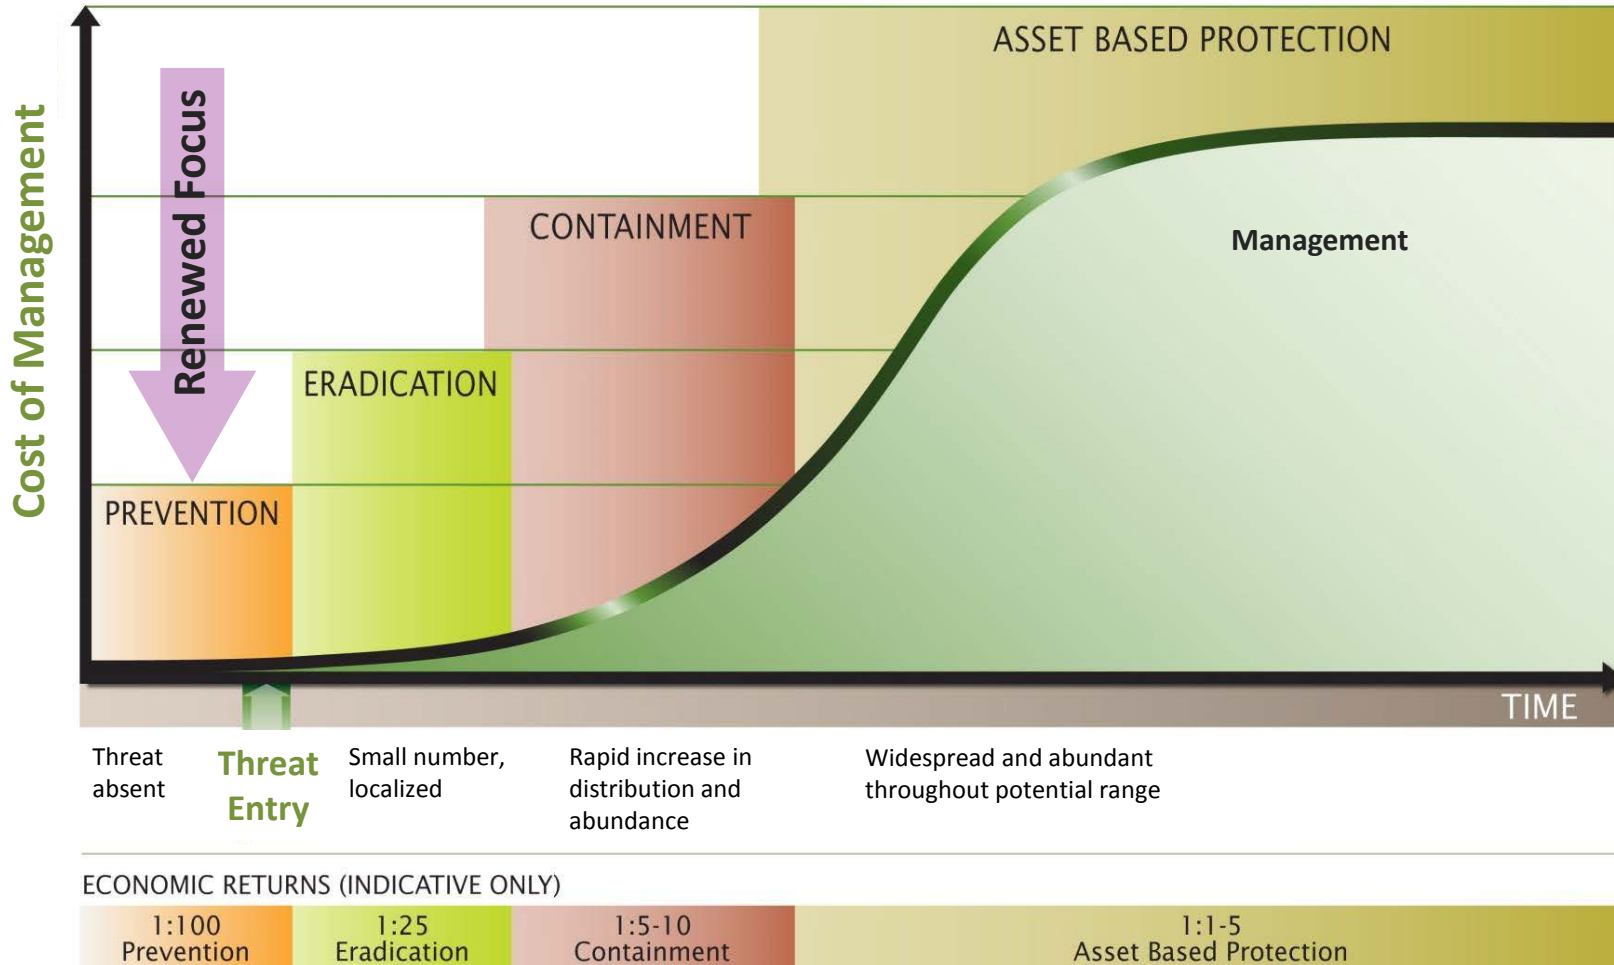 ASSET BASED PROTECTION
Cost of Management
Renewed Focus
CONTAINMENT
Management
ERADICATION
PREVENTION
TIME
Threat
absent
Threat
Entry
Small number,
localized
Rapid increase in
distribution and
abundance
Widespread and abundant
throughout potential range
ECONOMIC RETURNS (INDICATIVE ONLY)
1:100
Prevention
1:25
Eradication
1:5-10
Containment
1:1-5
Asset Based Protection